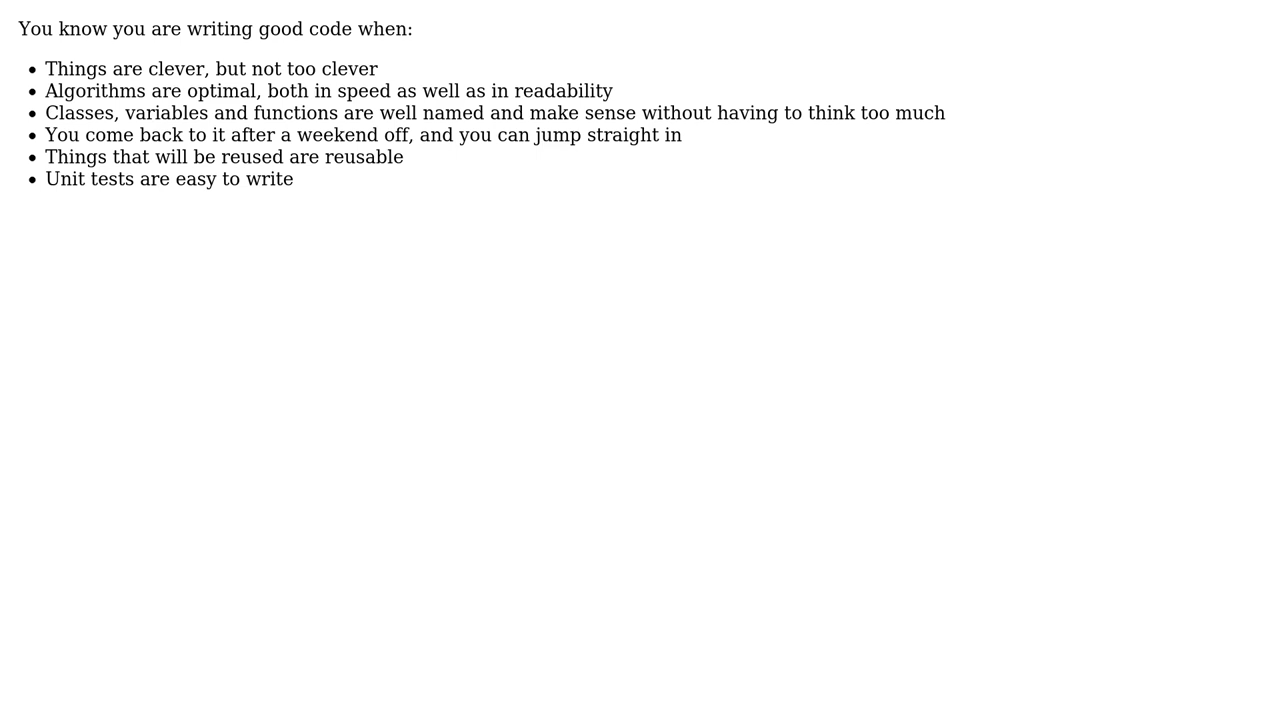 You know you are writing good code when:
• Things are clever, but not too clever
• Algorithms are optimal, both in speed as well as in readability
• Classes, variables and functions are well named and make sense without having to think too much
• You come back to it after a weekend off, and you can jump straight in
• Things that will be reused are reusable
• Unit tests are easy to write